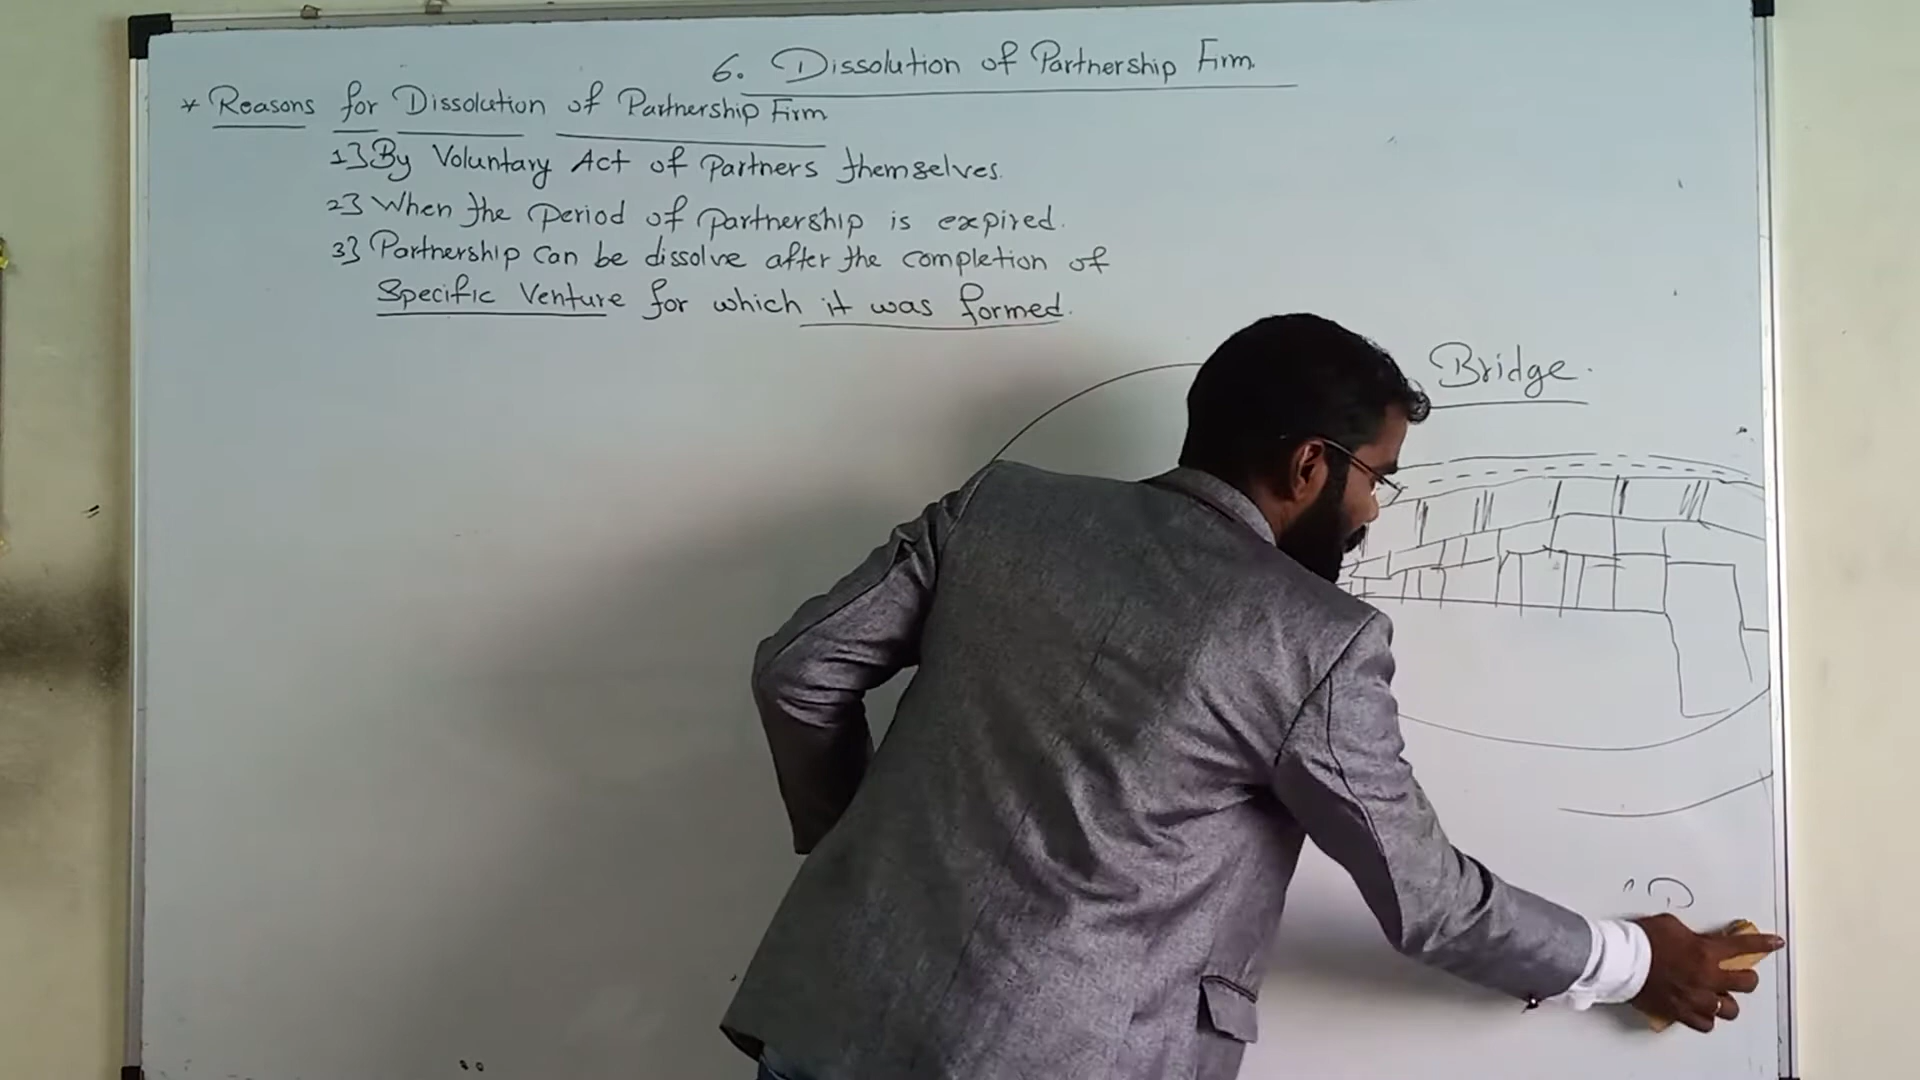 6. Dissolution of Partnership Firm.
* Reasons for Dissolution of Partnership Firm
1} By Voluntary Act of Partners themselves.
2} When the period of partnership is expired.
3} Partnership can be dissolve after the completion of
Specific Venture for which it was formed.
Bridge.